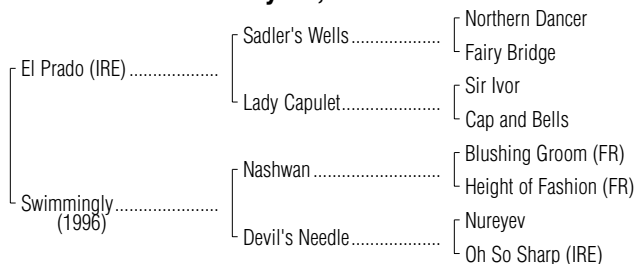 Northern Dancer
Sadler's Wells
Fairy Bridge
El Prado (IRE)
Sir Ivor
Lady Capulet
Cap and Bells
Blushing Groom (FR)
Nashwan
Height of Fashion (FR)
Swimmingly
(1996)
Nureyev
Devil's Needle
Oh So Sharp (IRE)